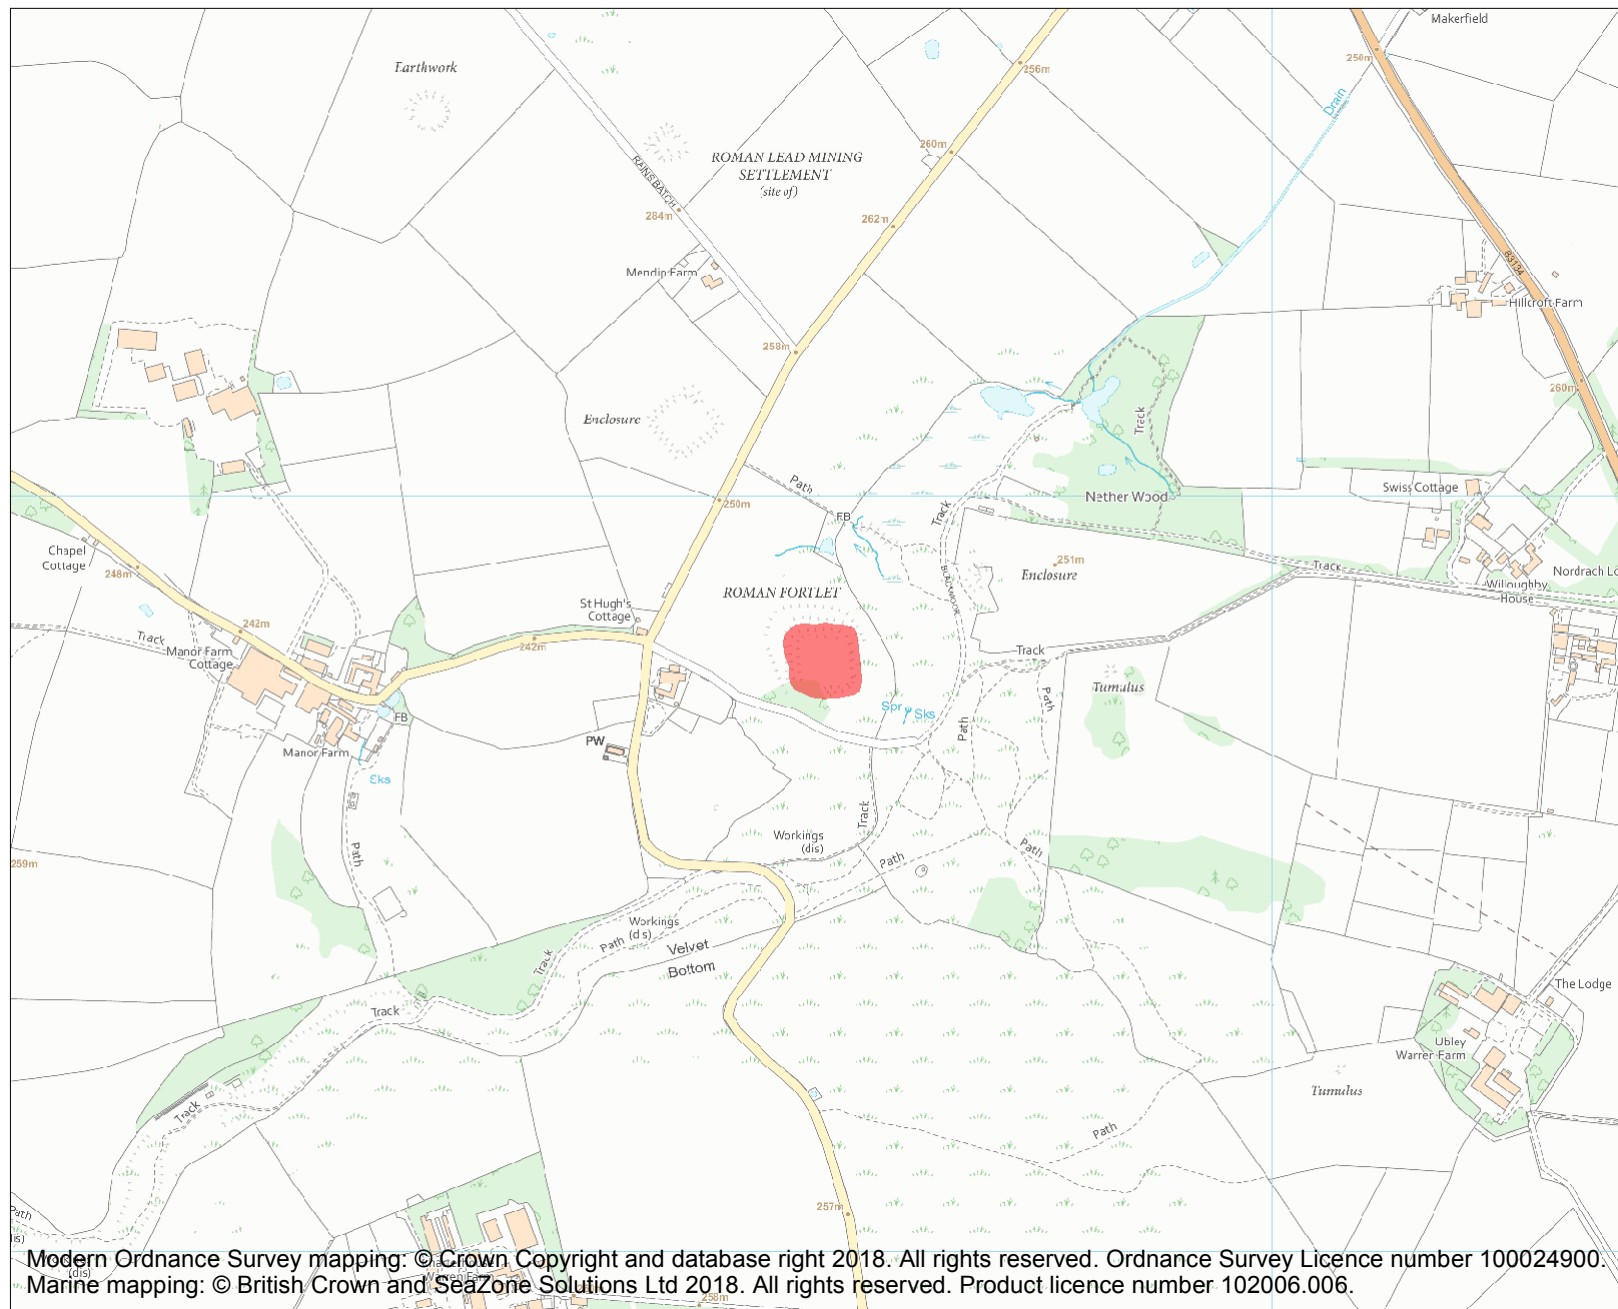 Makerfield
Earthwork
250m
256m
Drain
260m
ROMAN LEAD MINING
SETTLEMENT
(site of)
RAINS BATCH
284m
262m
B3134
Mendip Farm
Hillcroft Farm
258m
260m
Enclosure
Track
Path
Swiss Cottage
Nether Wood
250m
FB
Track
Chapel
Cottage
248m
251m
Enclosure
Track
Nordrach Lo
BLACKMOOR
Willoughby
House
ROMAN FORTLET
St Hugh's
Cottage
242m
Track
Manor Farm
Cottage
242m
Track
Tumulus
Path
Spr
Sks
FB
Path
PW
Manor Farm
Sks
Track
Workings
(dis)
Path
Path
Path
259m
Workings
(dis)
Path
Velvet
Bottom
Track
The Lodge
Track
Ubley
Warren Farm
Tumulus
Track
Path
257m
Path
(dis)
Warren Farm
258m
Modern Ordnance Survey mapping: © Crown Copyright and database right 2018. All rights reserved. Ordnance Survey Licence number 100024900.
Marine mapping: © British Crown and SeaZone Solutions Ltd 2018. All rights reserved. Product licence number 102006.006.